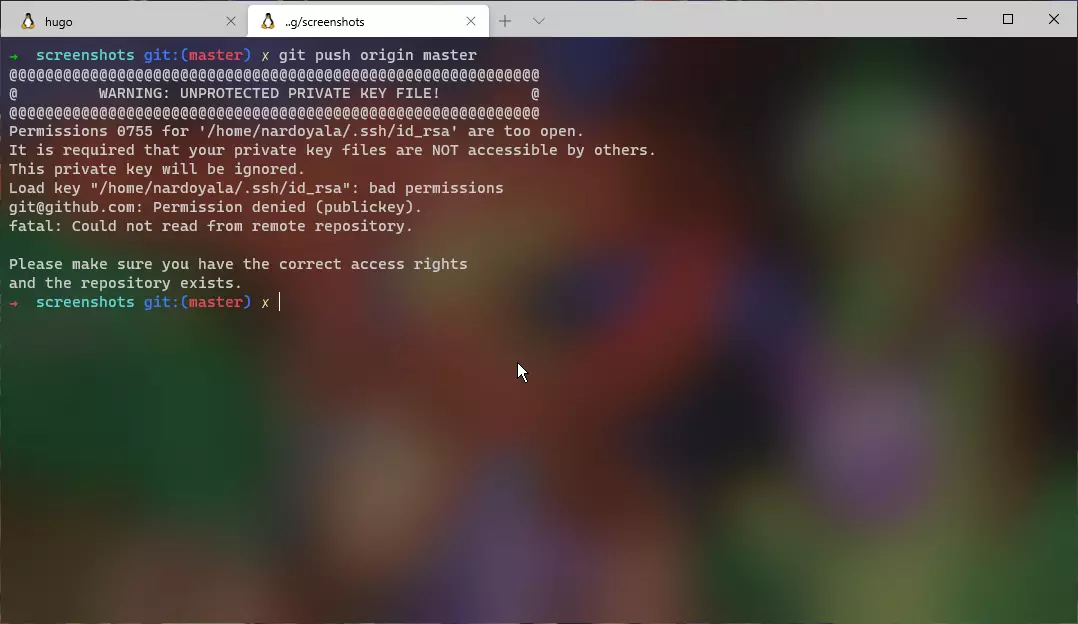 hugo
..g/screenshots
→ screenshots git:(master) ✗ git push origin master
@@@@@@@@@@@@@@@@@@@@@@@@@@@@@@@@@@@@@@@@@@@@@@@@@@@@@@@@@@@
@         WARNING: UNPROTECTED PRIVATE KEY FILE!          @
@@@@@@@@@@@@@@@@@@@@@@@@@@@@@@@@@@@@@@@@@@@@@@@@@@@@@@@@@@@
Permissions 0755 for '/home/nardoyala/.ssh/id_rsa' are too open.
It is required that your private key files are NOT accessible by others.
This private key will be ignored.
Load key "/home/nardoyala/.ssh/id_rsa": bad permissions
git@github.com: Permission denied (publickey).
fatal: Could not read from remote repository.
Please make sure you have the correct access rights
and the repository exists.
→ screenshots git:(master) ✗